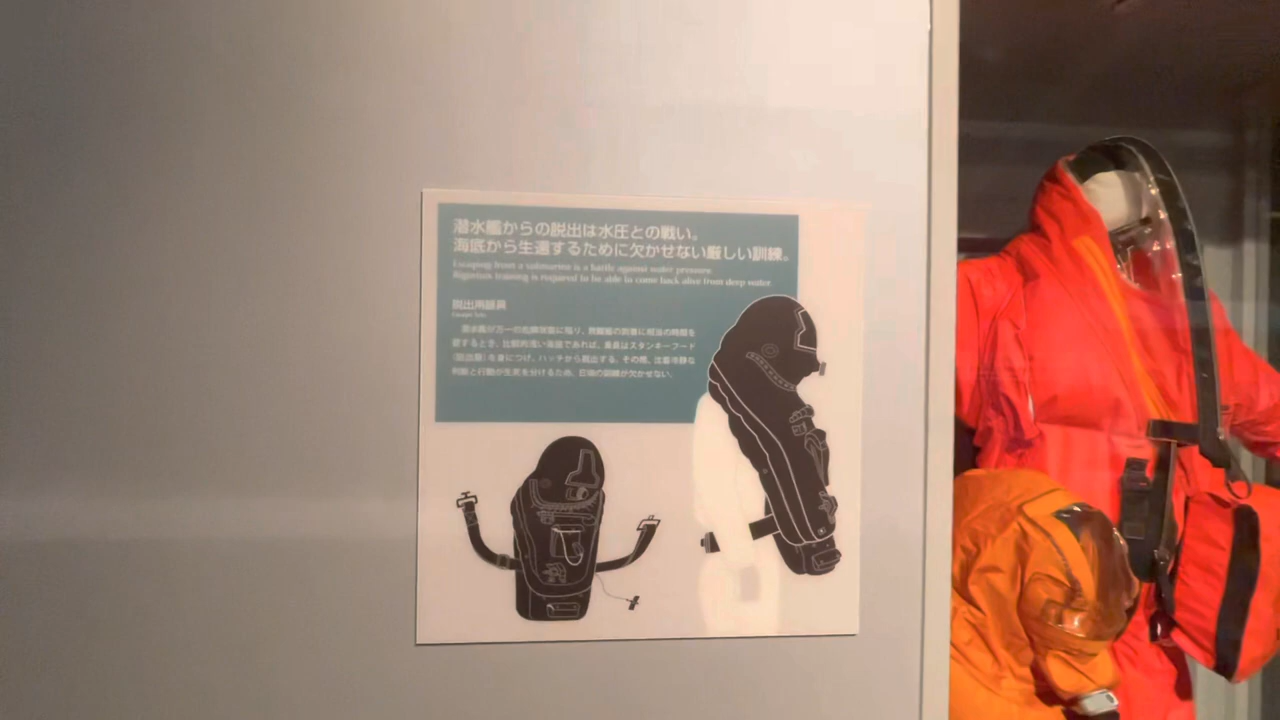 潜水艦からの脱出は水圧との戦い。
海底から生還するために欠かせない厳しい訓練。
Escaping from a submarine is a battle against water pressure.
Rigorous training is required to be able to come back alive from deep water
脱出用器具
Escape Suits
潜水艦が万一の危機状態に陥り、救難艦の到着に相当の時間を
要するとき、比較的浅い海底であれば、乗員はスタンキーフード
(脱出服)を身につけ、ハッチから脱出する。その際、沈着冷静な
判断と行動が生死を分けるため、日頃の訓練が欠かせない。